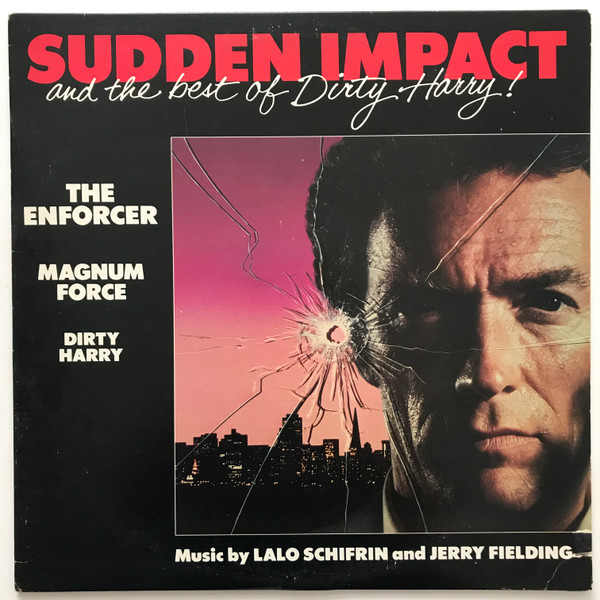 SUDDEN IMPACT
and the best of Dirty Harry!
THE
ENFORCER
MAGNUM
FORCE
DIRTY
HARRY
Music by LALO SCHIFRIN and JERRY FIELDING